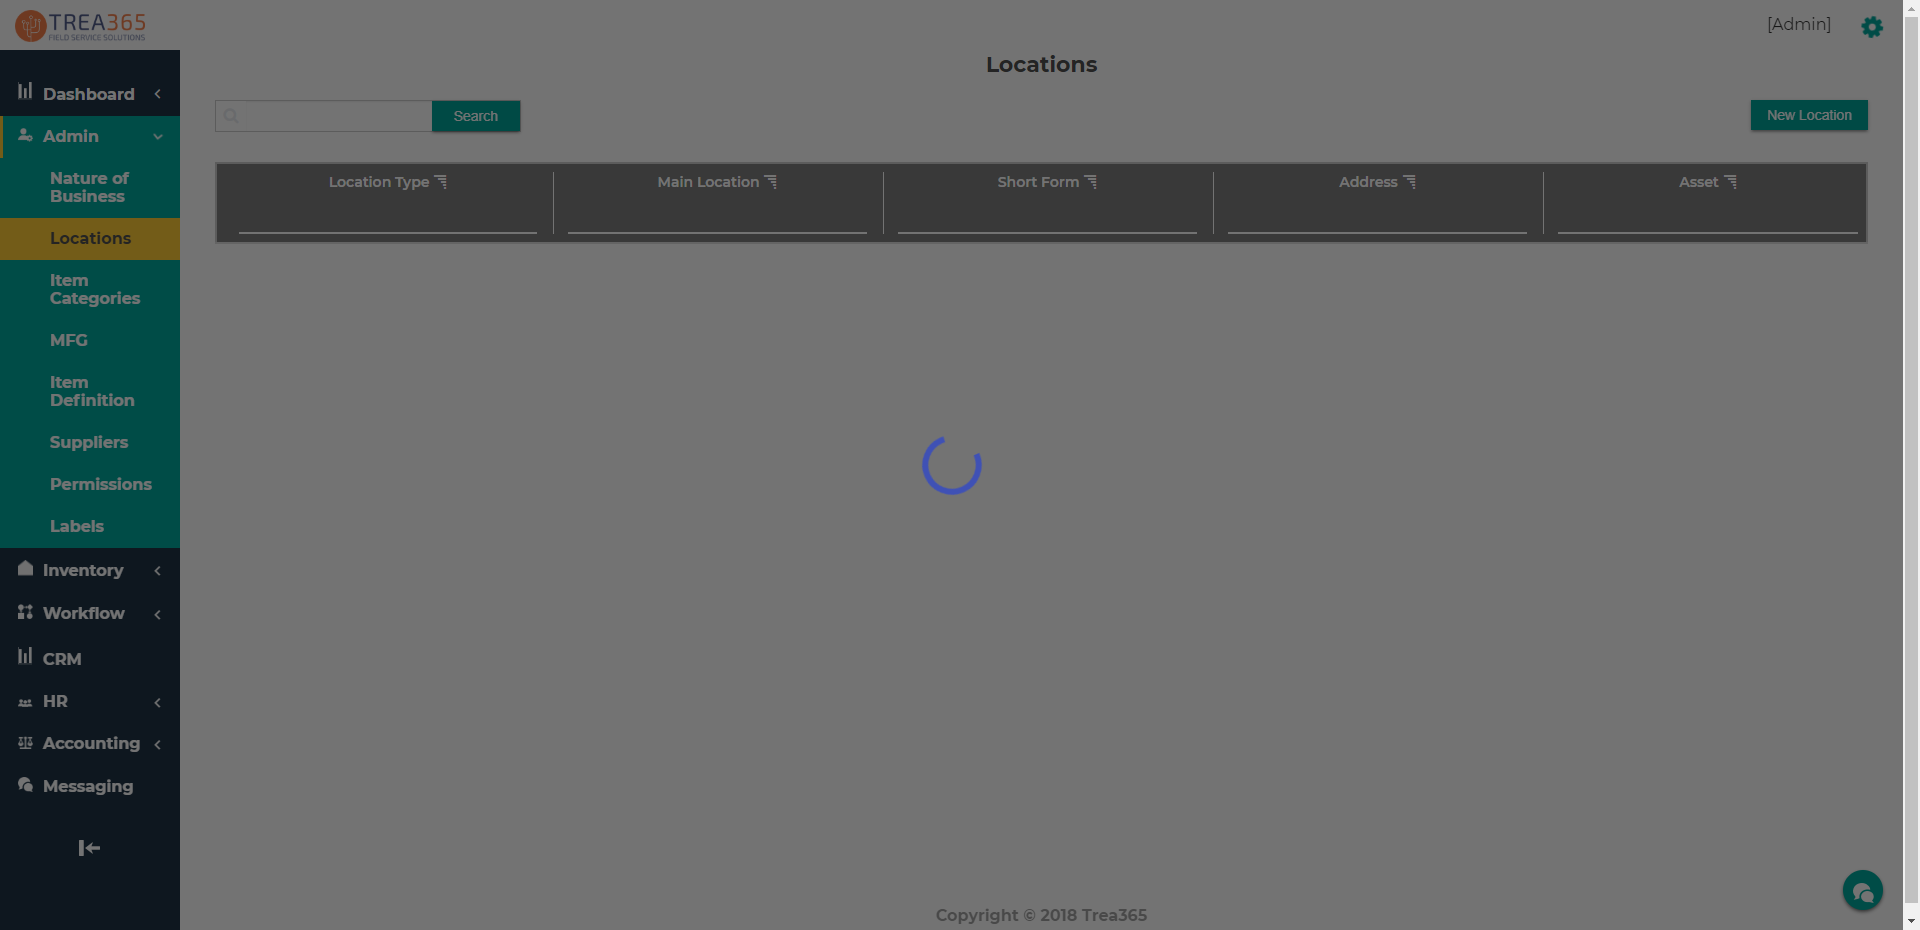 TREA365
FIELD SERVICE SOLUTIONS
[Admin]
Locations
Search
New Location
Dashboard
Admin
Nature of
Business
Locations
Item
Categories
MFG
Item
Definition
Suppliers
Permissions
Labels
Inventory
Workflow
CRM
HR
Accounting
Messaging
Location Type
Main Location
Short Form
Address
Asset
Copyright © 2018 Trea365